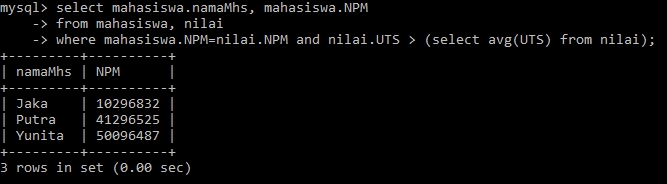 mysql> select mahasiswa.namaMhs, mahasiswa.NPM
    -> from mahasiswa, nilai
    -> where mahasiswa.NPM=nilai.NPM and nilai.UTS > (select avg(UTS) from nilai);
+---------+----------+
| namaMhs | NPM      |
+---------+----------+
| Jaka    | 10296832 |
| Putra   | 41296525 |
| Yunita  | 50096487 |
+---------+----------+
3 rows in set (0.00 sec)